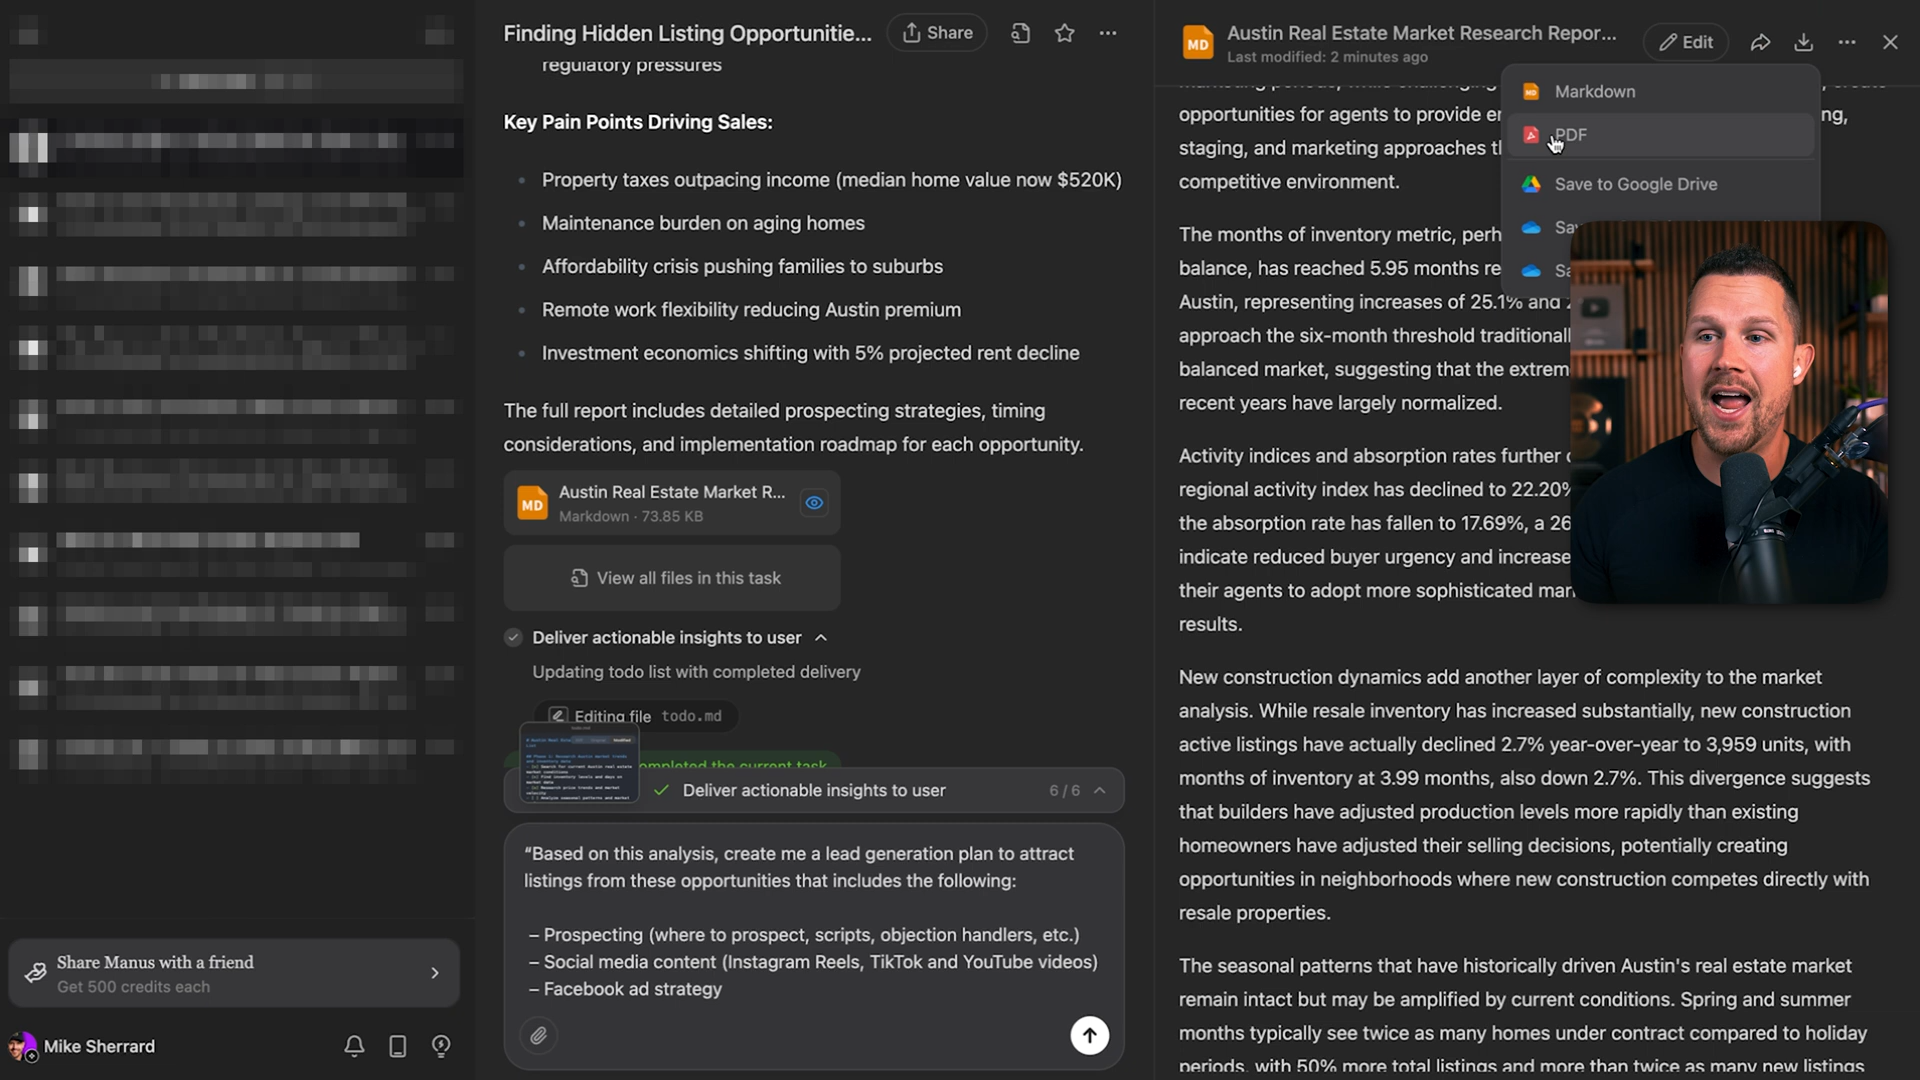 Finding Hidden Listing Opportunitie...
Share
regulatory pressures
Key Pain Points Driving Sales:
Property taxes outpacing income (median home value now $520K)
Maintenance burden on aging homes
Affordability crisis pushing families to suburbs
Remote work flexibility reducing Austin premium
Investment economics shifting with 5% projected rent decline
The full report includes detailed prospecting strategies, timing
considerations, and implementation roadmap for each opportunity.
MD
Austin Real Estate Market R...
Markdown · 73.85 KB
View all files in this task
Deliver actionable insights to user
Updating todo list with completed delivery
Editing file todo.md
completed the current task
Deliver actionable insights to user
6 / 6
“Based on this analysis, create me a lead generation plan to attract
listings from these opportunities that includes the following:
– Prospecting (where to prospect, scripts, objection handlers, etc.)
– Social media content (Instagram Reels, TikTok and YouTube videos)
– Facebook ad strategy
Share Manus with a friend
Get 500 credits each
Mike Sherrard
MD
Austin Real Estate Market Research Repor...
Last modified: 2 minutes ago
Edit
Markdown
PDF
Save to Google Drive
opportunities for agents to provide
staging, and marketing approaches
competitive environment.
The months of inventory metric,
balance, has reached 5.95 months
Austin, representing increases of 25.1% and
approach the six-month threshold
balanced market, suggesting that the
recent years have largely normalized.
Activity indices and absorption rates further
regional activity index has declined to 22.20%
the absorption rate has fallen to 17.69%, a
indicate reduced buyer urgency and
their agents to adopt more sophisticated
results.
New construction dynamics add another layer of complexity to the market
analysis. While resale inventory has increased substantially, new construction
active listings have actually declined 2.7% year-over-year to 3,959 units, with
months of inventory at 3.99 months, also down 2.7%. This divergence suggests
that builders have adjusted production levels more rapidly than existing
homeowners have adjusted their selling decisions, potentially creating
opportunities in neighborhoods where new construction competes directly with
resale properties.
The seasonal patterns that have historically driven Austin's real estate market
remain intact but may be amplified by current conditions. Spring and summer
months typically see twice as many homes under contract compared to holiday
periods, with 50% more total listings and more than twice as many new listings